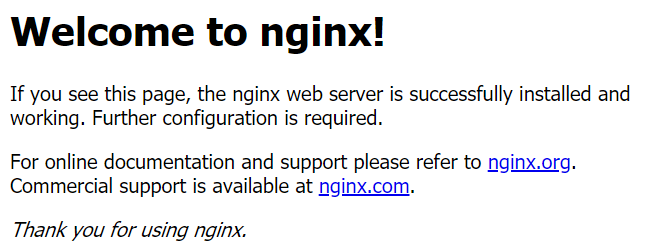 Welcome to nginx!
If you see this page, the nginx web server is successfully installed and
working. Further configuration is required.
For online documentation and support please refer to nginx.org.
Commercial support is available at nginx.com.
Thank you for using nginx.